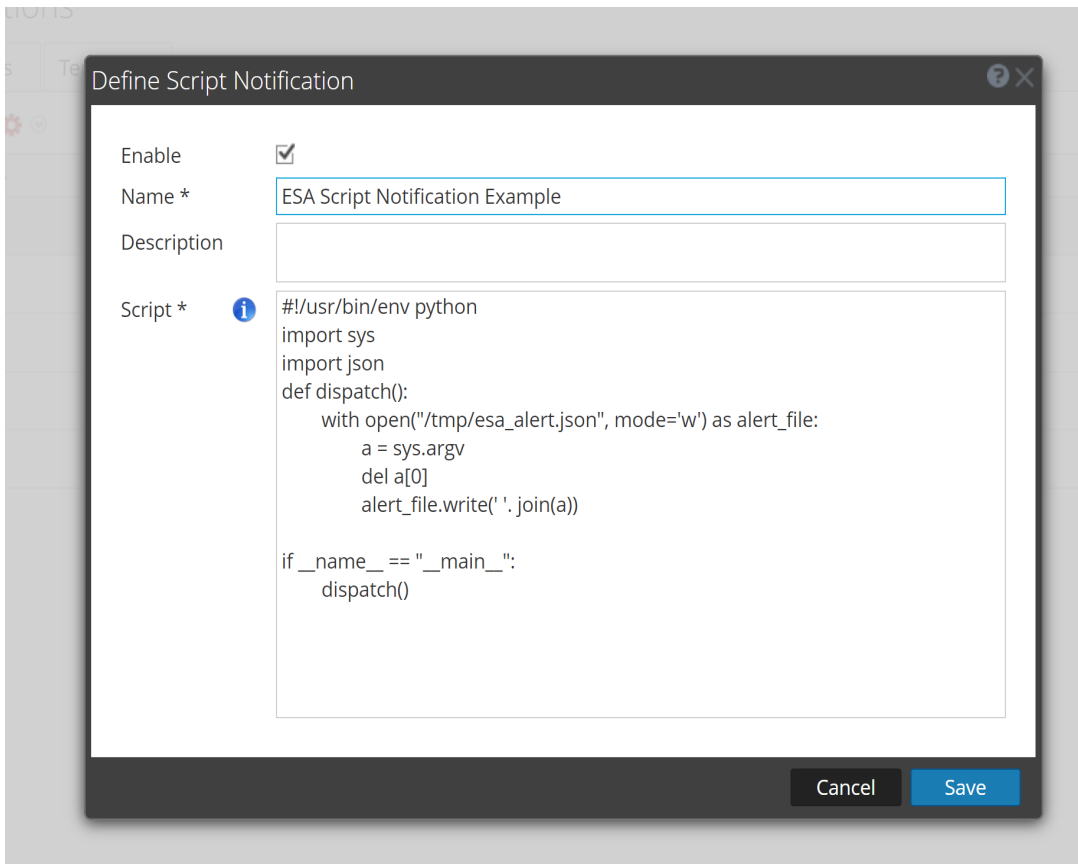 Define Script Notification
Enable
Name *
ESA Script Notification Example
Description
Script *
#!/usr/bin/env python
import sys
import json
def dispatch():
        with open("/tmp/esa_alert.json", mode='w') as alert_file:
                a = sys.argv
                del a[0]
                alert_file.write(' '. join(a))

if __name__ == "__main__":
        dispatch()
Cancel
Save